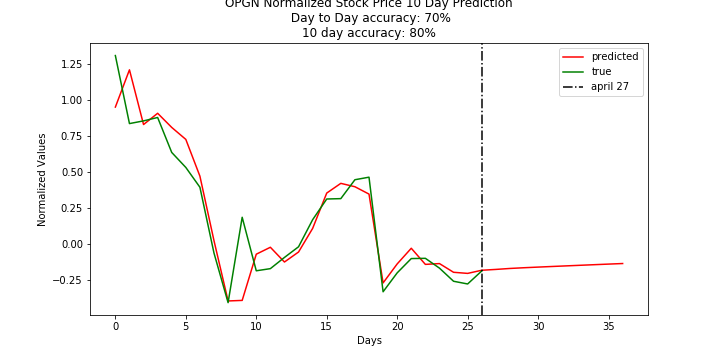 OPGN Normalized Stock Price 10 Day Prediction
Day to Day accuracy: 70%
10 day accuracy: 80%
predicted
true
april 27
1.25
1.00
0.75
0.50
0.25
0.00
−0.25
Normalized Values
0 5 10 15 20 25 30 35
Days